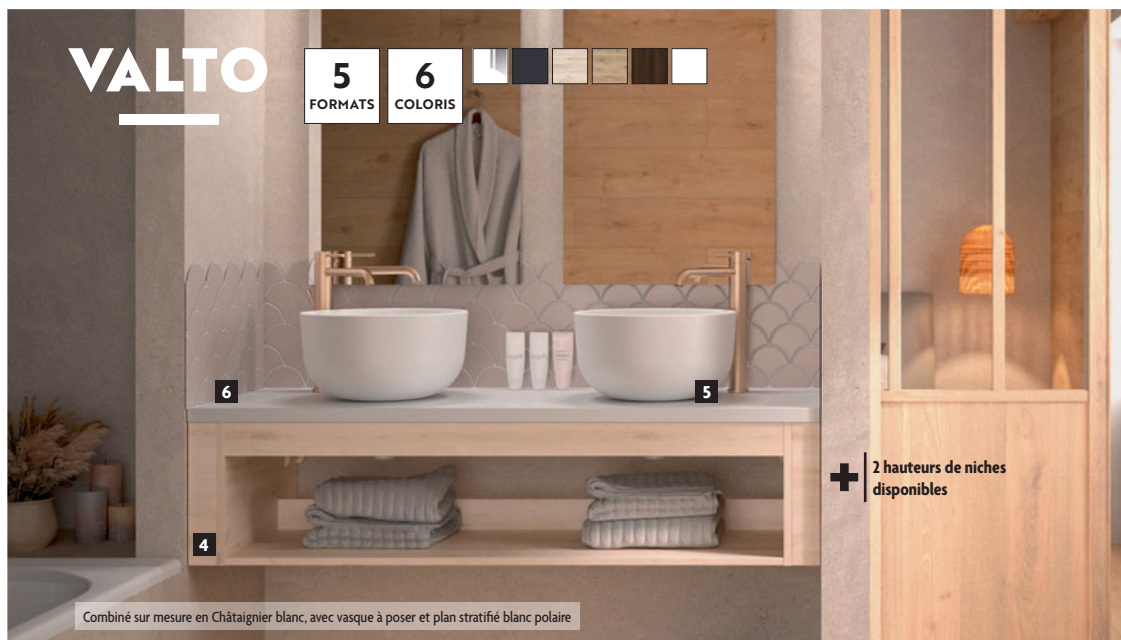 VALTO
5
FORMATS
6
COLORIS
6
5
2 hauteurs de niches
disponibles
4
Combiné sur mesure en Châtaignier blanc, avec vasque à poser et plan stratifié blanc polaire